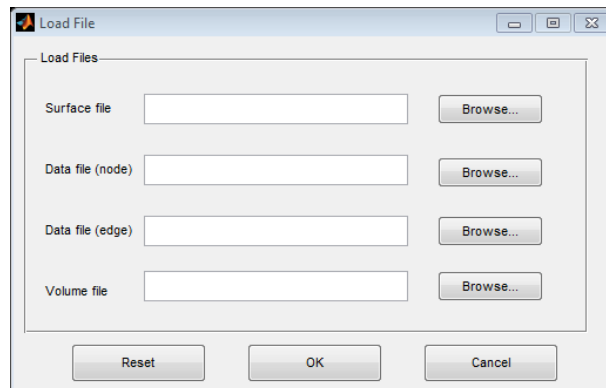 Load File
Load Files
Surface file
Browse...
Data file (node)
Browse...
Data file (edge)
Browse...
Volume file
Browse...
Reset
OK
Cancel